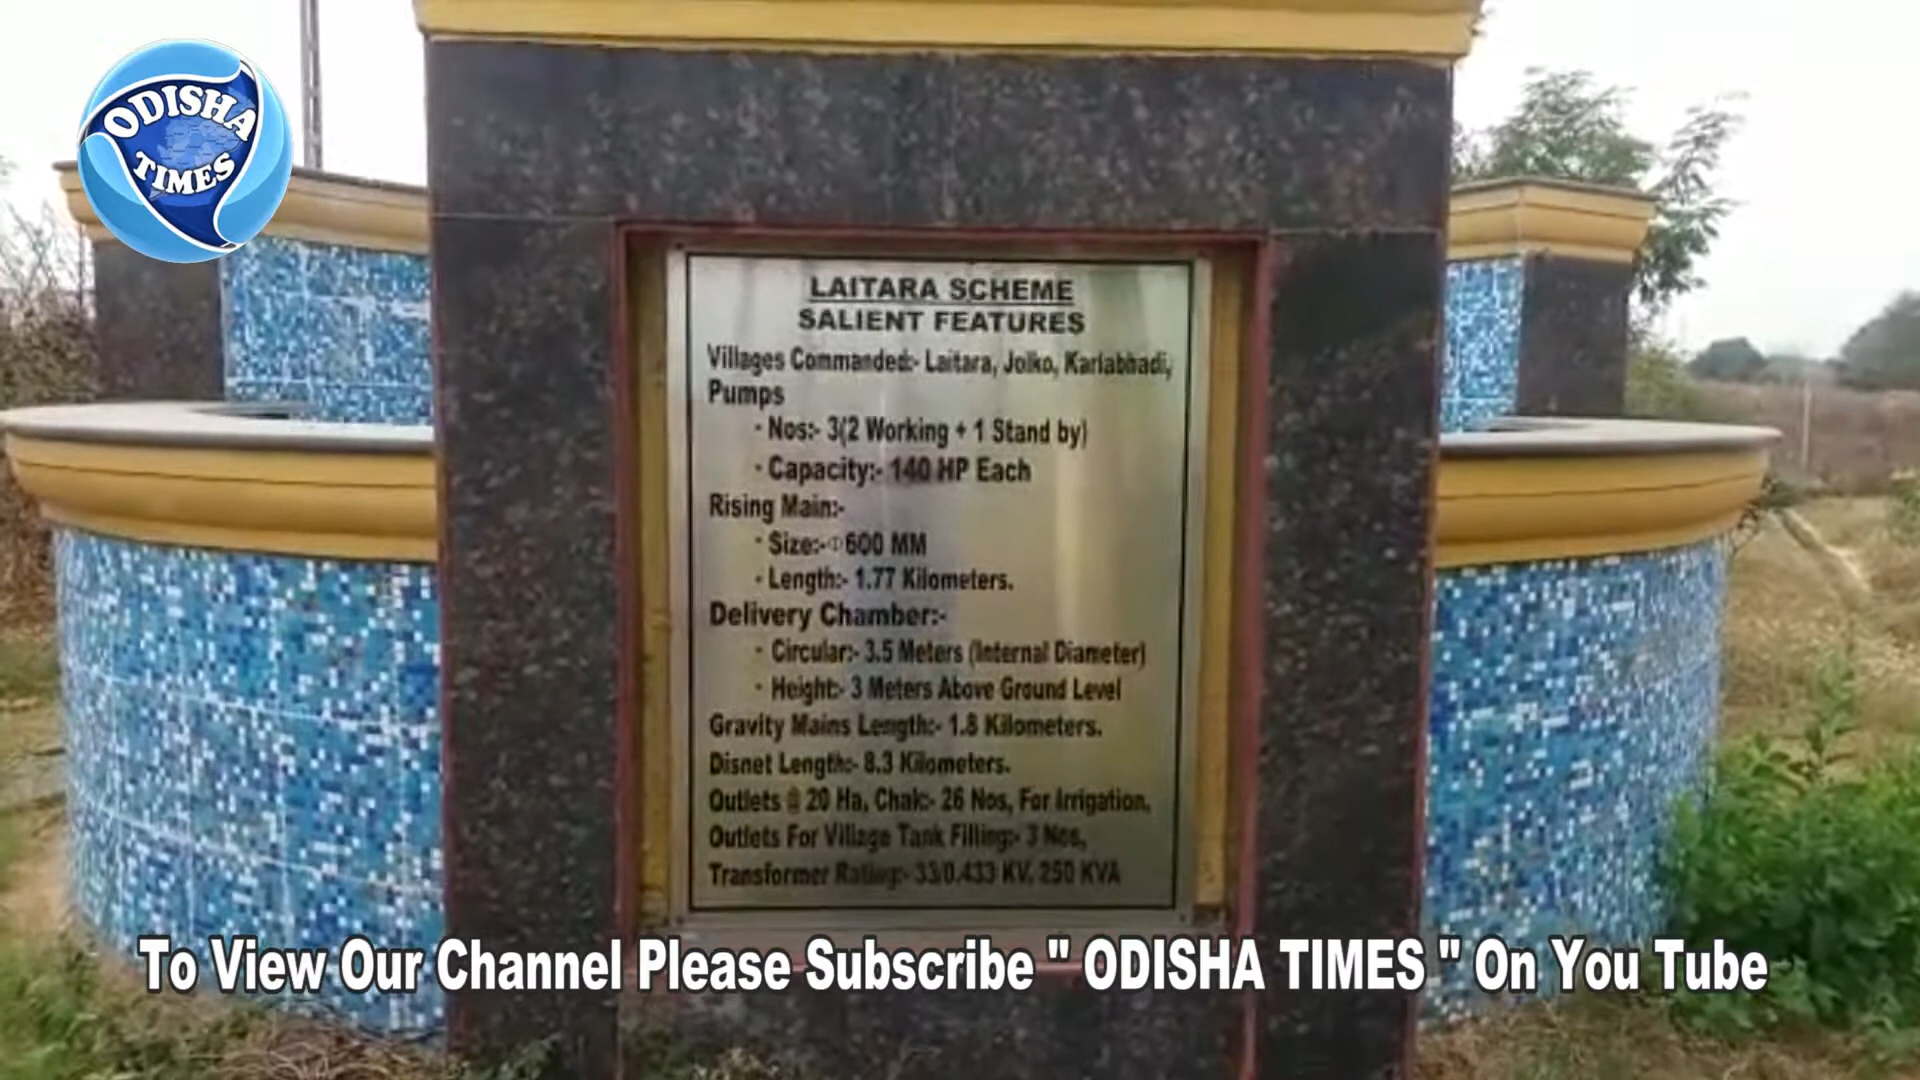 ODISHA
TIMES
LAITARA SCHEME
SALIENT FEATURES
Villages Commanded:- Laitara, Jolko, Karlabhadi,
Pumps
· Nos:- 3(2 Working + 1 Stand by)
· Capacity:- 140 HP Each
Rising Main:-
· Size:-Φ600 MM
· Length:- 1.77 Kilometers.
Delivery Chamber:-
· Circular:- 3.5 Meters (Internal Diameter)
· Height:- 3 Meters Above Ground Level
Gravity Mains Length:- 1.8 Kilometers.
Disnet Length:- 8.3 Kilometers.
Outlets @ 20 Ha, Chak:- 26 Nos, For Irrigation,
Outlets For Village Tank Filling:- 3 Nos,
Transformer Rating:- 33/0.433 KV, 250 KVA
To View Our Channel Please Subscribe " ODISHA TIMES " On You Tube